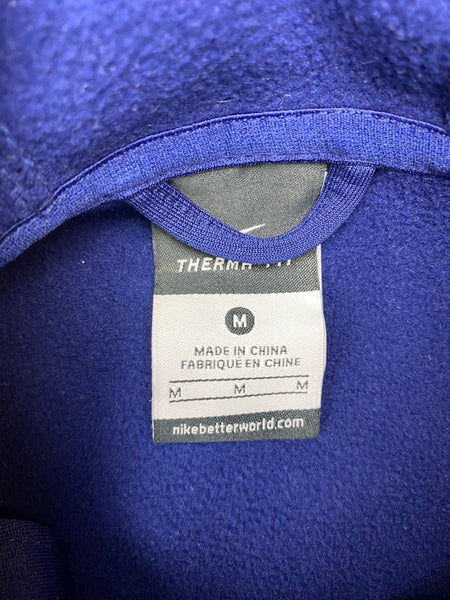 THERMA-FIT
M
MADE IN CHINA
FABRIQUE EN CHINE
M M M
nikebetterworld.com